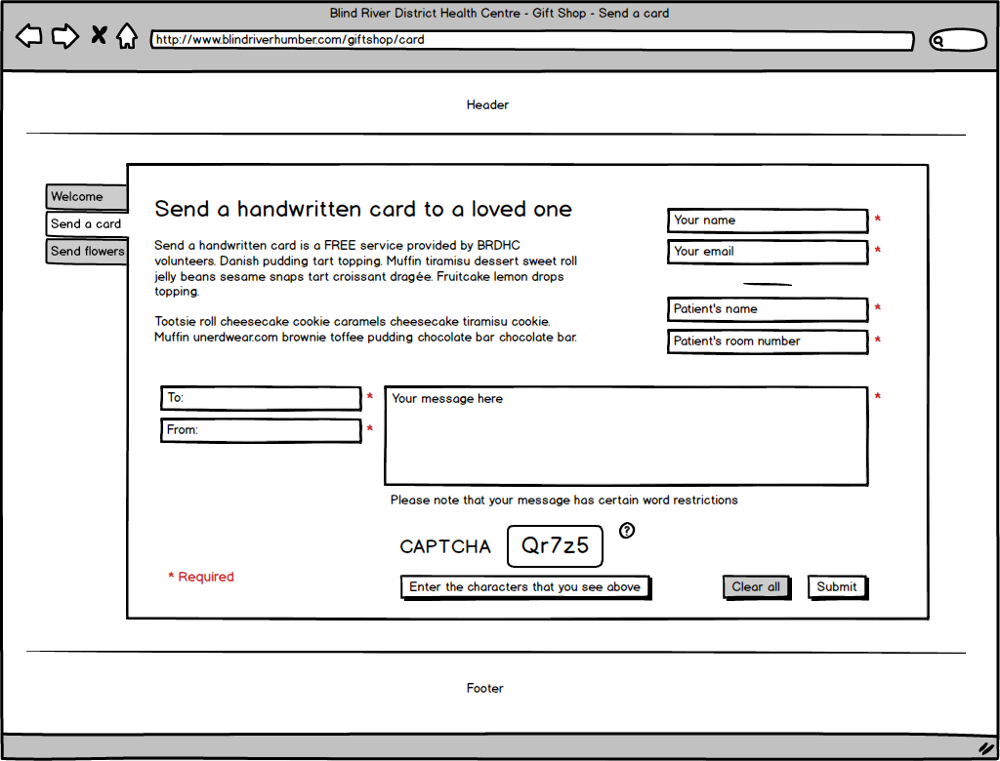 Blind River District Health Centre - Gift Shop - Send a card
http://www.blindriverhumber.com/giftshop/card
Header
Welcome
Send a card
Send flowers
Send a handwritten card to a loved one
Send a handwritten card is a FREE service provided by BRDHC
volunteers. Danish pudding tart topping. Muffin tiramisu dessert sweet roll
jelly beans sesame snaps tart croissant dragée. Fruitcake lemon drops
topping.
Tootsie roll cheesecake cookie caramels cheesecake tiramisu cookie.
Muffin unerdwear.com brownie toffee pudding chocolate bar chocolate bar.
Your name *
Your email *
Patient's name *
Patient's room number *
To: *
From: *
Your message here *
Please note that your message has certain word restrictions
CAPTCHA Qr7z5 ?
* Required
Enter the characters that you see above
Clear all
Submit
Footer